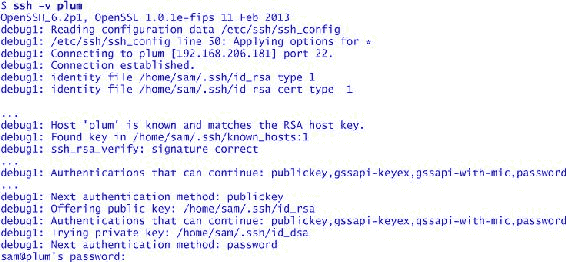 $ ssh -v plum
OpenSSH_6.2p1, OpenSSL 1.0.1e-fips 11 Feb 2013
debug1: Reading configuration data /etc/ssh/ssh_config
debug1: /etc/ssh/ssh_config line 50: Applying options for *
debug1: Connecting to plum [192.168.206.181] port 22.
debug1: Connection established.
debug1: identity file /home/sam/.ssh/id_rsa type 1
debug1: identity file /home/sam/.ssh/id_rsa-cert type -1
...
debug1: Host 'plum' is known and matches the RSA host key.
debug1: Found key in /home/sam/.ssh/known_hosts:1
debug1: ssh_rsa_verify: signature correct
...
debug1: Authentications that can continue: publickey,gssapi-keyex,gssapi-with-mic,password
...
debug1: Next authentication method: publickey
debug1: Offering public key: /home/sam/.ssh/id_rsa
debug1: Authentications that can continue: publickey,gssapi-keyex,gssapi-with-mic,password
debug1: Trying private key: /home/sam/.ssh/id_dsa
debug1: Next authentication method: password
sam@plum's password: